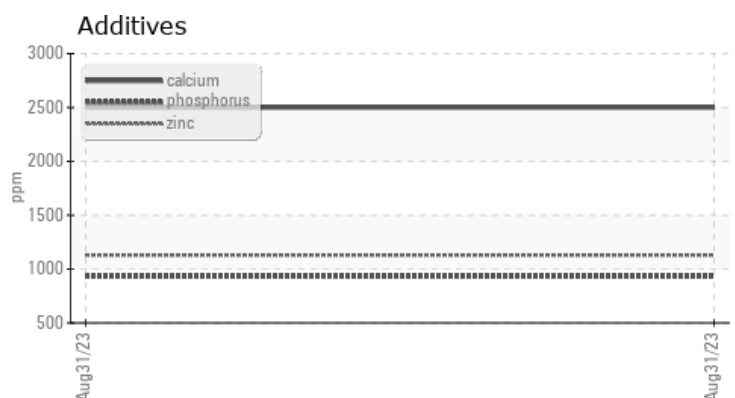 Additives
3000
2500
2000
1500
1000
500
ppm
calcium
phosphorus
zinc
Aug31/23
Aug31/23